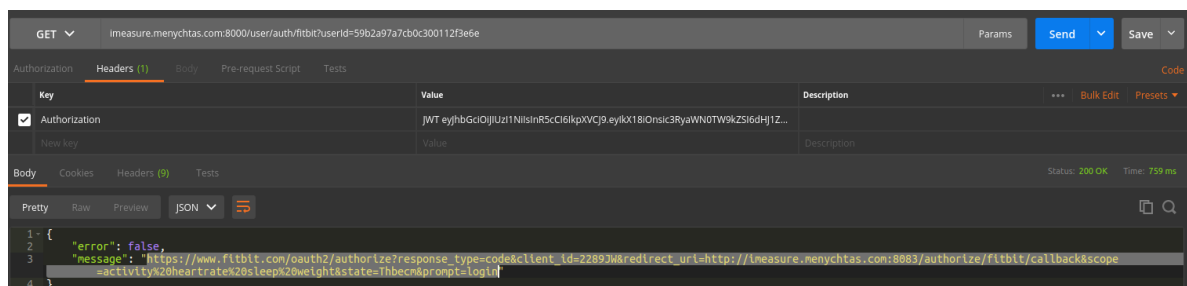 GET imeasure.menychtas.com:8000/user/auth/fitbit?userId=59b2a97a7cb0c300112f3e6e Params Send Save
Authorization Headers (1) Body Pre-request Script Tests Code
Key Value Description ••• Bulk Edit Presets
Authorization JWT eyJhbGciOiJIUzI1NiIsInR5cCI6IkpXVCJ9.eyIkX18iOnsic3RyaWN0TW9kZSI6dHJ1Z...
New key Value Description
Body Cookies Headers (9) Tests Status: 200 OK Time: 759 ms
Pretty Raw Preview JSON
1 {
2 "error": false,
3 "message": "https://www.fitbit.com/oauth2/authorize?response_type=code&client_id=2289JW&redirect_uri=http://imeasure.menychtas.com:8083/authorize/fitbit/callback&scope
=activity%20heartrate%20sleep%20weight&state=Thbecm&prompt=login"
4 }